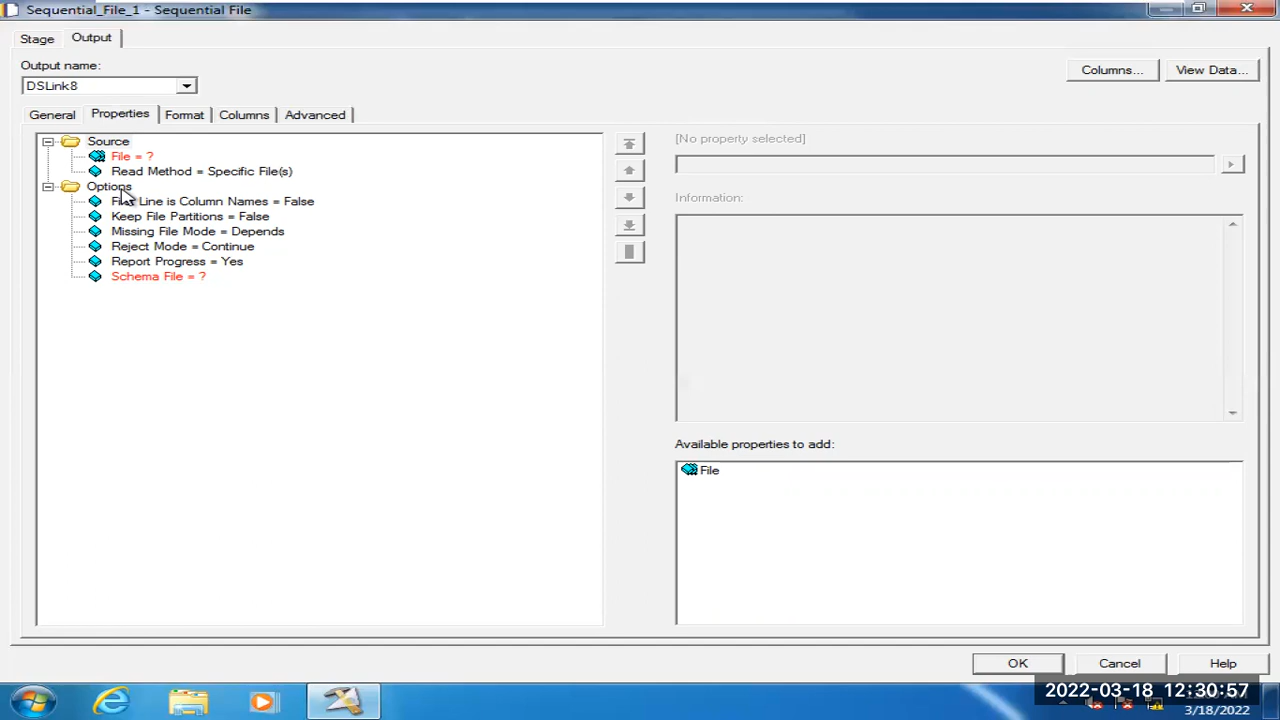 Sequential_File_1 - Sequential File
Stage
Output
Output name:
DSLink8
Columns...
View Data...
General
Properties
Format
Columns
Advanced
Source
File = ?
Read Method = Specific File(s)
Options
First Line is Column Names = False
Keep File Partitions = False
Missing File Mode = Depends
Reject Mode = Continue
Report Progress = Yes
Schema File = ?
[No property selected]
Information:
Available properties to add:
File
OK
Cancel
Help
2022-03-18 12:30:57
3/18/2022